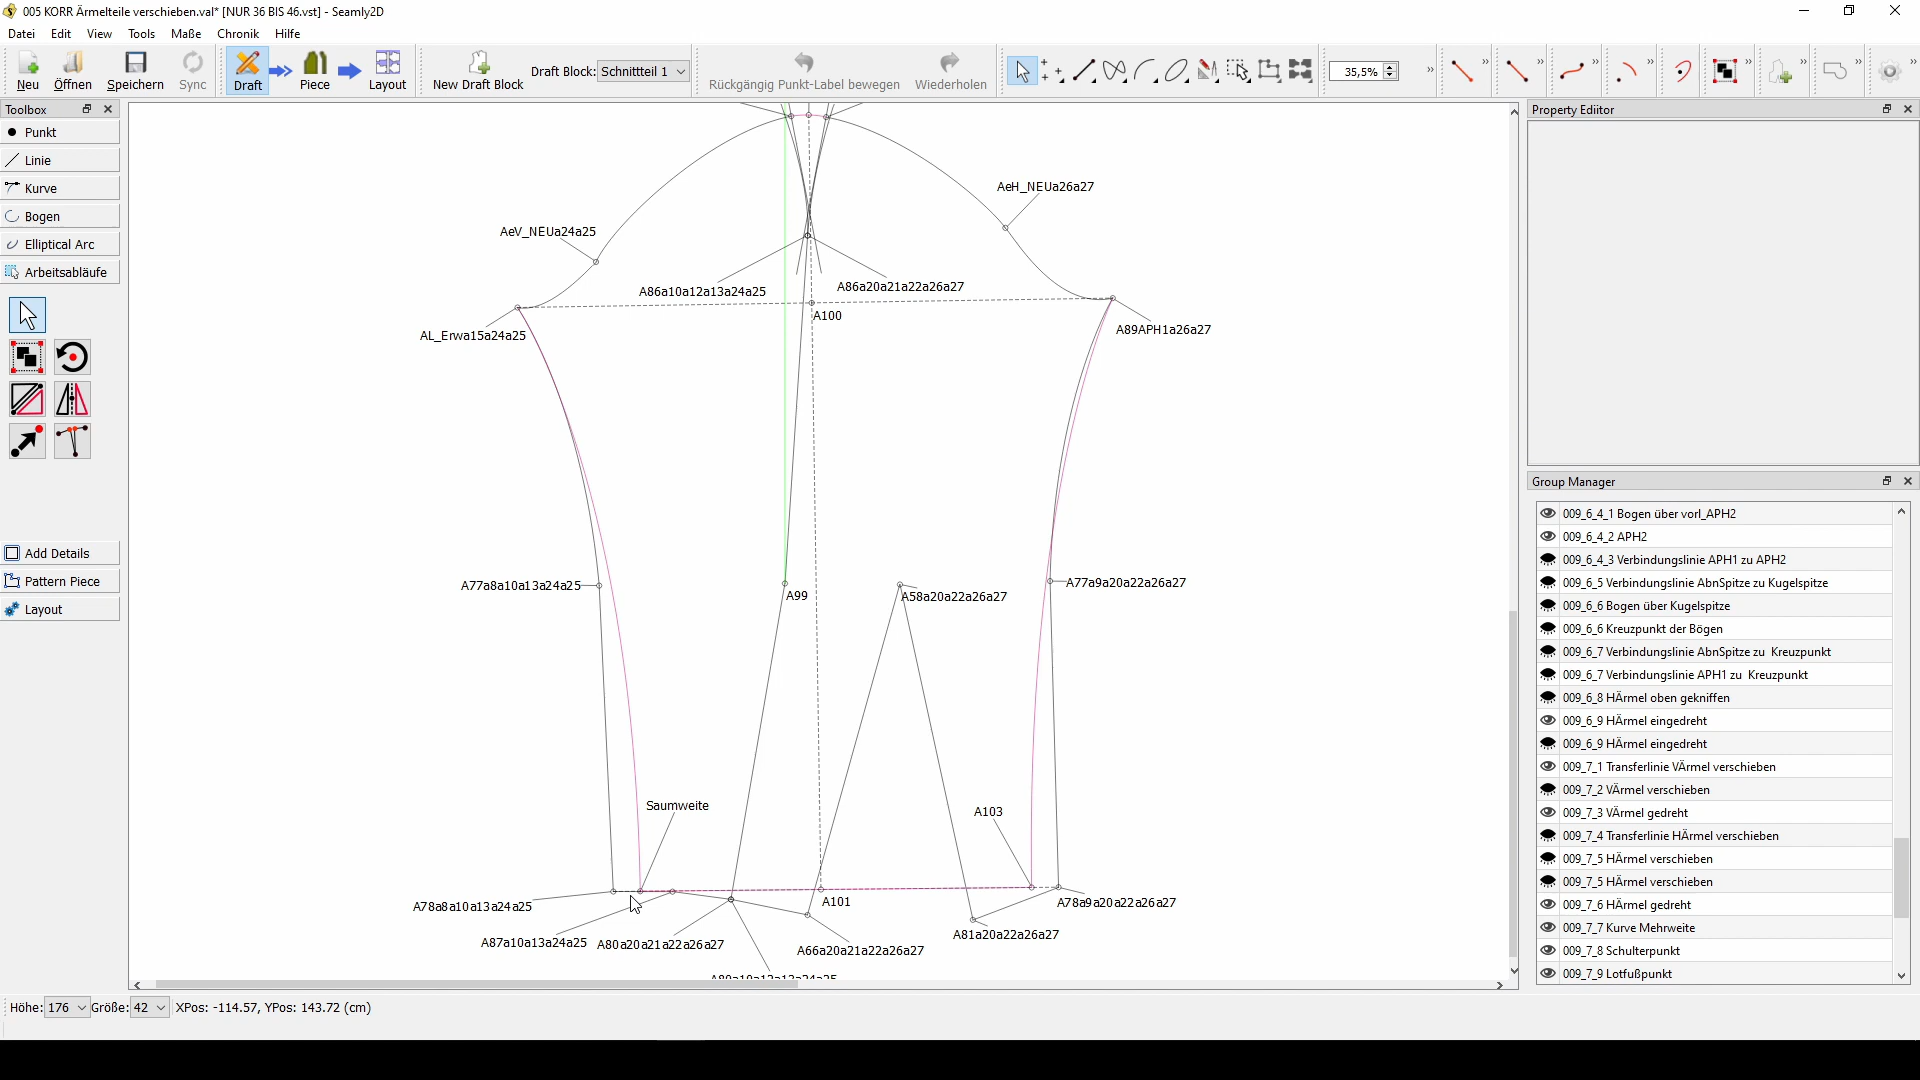 005 KORR Ärmelteile verschieben.val* [NUR 36 BIS 46.vst] - Seamly2D
Datei Edit View Tools Maße Chronik Hilfe
Neu Öffnen Speichern Sync Draft Piece Layout New Draft Block Draft Block: Schnittteil 1 Rückgängig Punkt-Label bewegen Wiederholen 35,5%
Toolbox
Punkt
Linie
Kurve
Bogen
Elliptical Arc
Arbeitsabläufe
Add Details
Pattern Piece
Layout
AeH_NEUa26a27
AeV_NEUa24a25
A86a10a12a13a24a25
A86a20a21a22a26a27
A100
AL_Erwa15a24a25
A89APH1a26a27
A77a8a10a13a24a25
A99
A58a20a22a26a27
A77a9a20a22a26a27
Saumweite
A103
A78a8a10a13a24a25
A101
A78a9a20a22a26a27
A87a10a13a24a25
A80a20a21a22a26a27
A66a20a21a22a26a27
A81a20a22a26a27
Property Editor
Group Manager
009_6_4_1 Bogen über vorl_APH2
009_6_4_2 APH2
009_6_4_3 Verbindungslinie APH1 zu APH2
009_6_5 Verbindungslinie AbnSpitze zu Kugelspitze
009_6_6 Bogen über Kugelspitze
009_6_6 Kreuzpunkt der Bögen
009_6_7 Verbindungslinie AbnSpitze zu Kreuzpunkt
009_6_7 Verbindungslinie APH1 zu Kreuzpunkt
009_6_8 HÄrmel oben gekniffen
009_6_9 HÄrmel eingedreht
009_6_9 HÄrmel eingedreht
009_7_1 Transferlinie VÄrmel verschieben
009_7_2 VÄrmel verschieben
009_7_3 VÄrmel gedreht
009_7_4 Transferlinie HÄrmel verschieben
009_7_5 HÄrmel verschieben
009_7_5 HÄrmel verschieben
009_7_6 HÄrmel gedreht
009_7_7 Kurve Mehrweite
009_7_8 Schulterpunkt
009_7_9 Lotfußpunkt
Höhe: 176 Größe: 42 XPos: -114.57, YPos: 143.72 (cm)